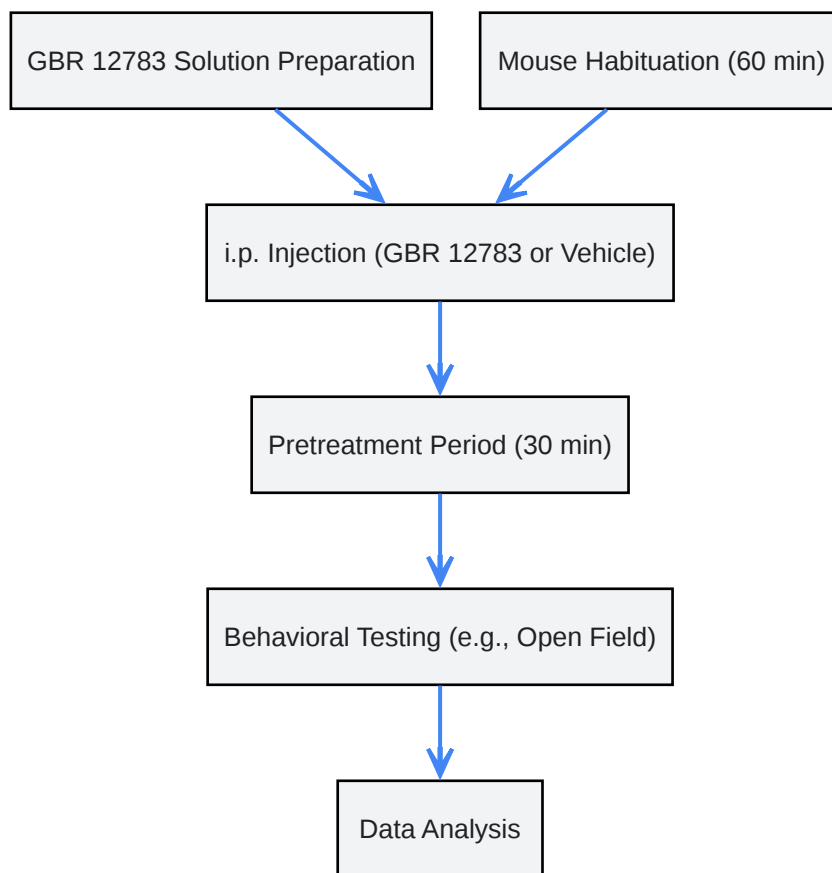 GBR 12783 Solution Preparation
Mouse Habituation (60 min)
i.p. Injection (GBR 12783 or Vehicle)
Pretreatment Period (30 min)
Behavioral Testing (e.g., Open Field)
Data Analysis